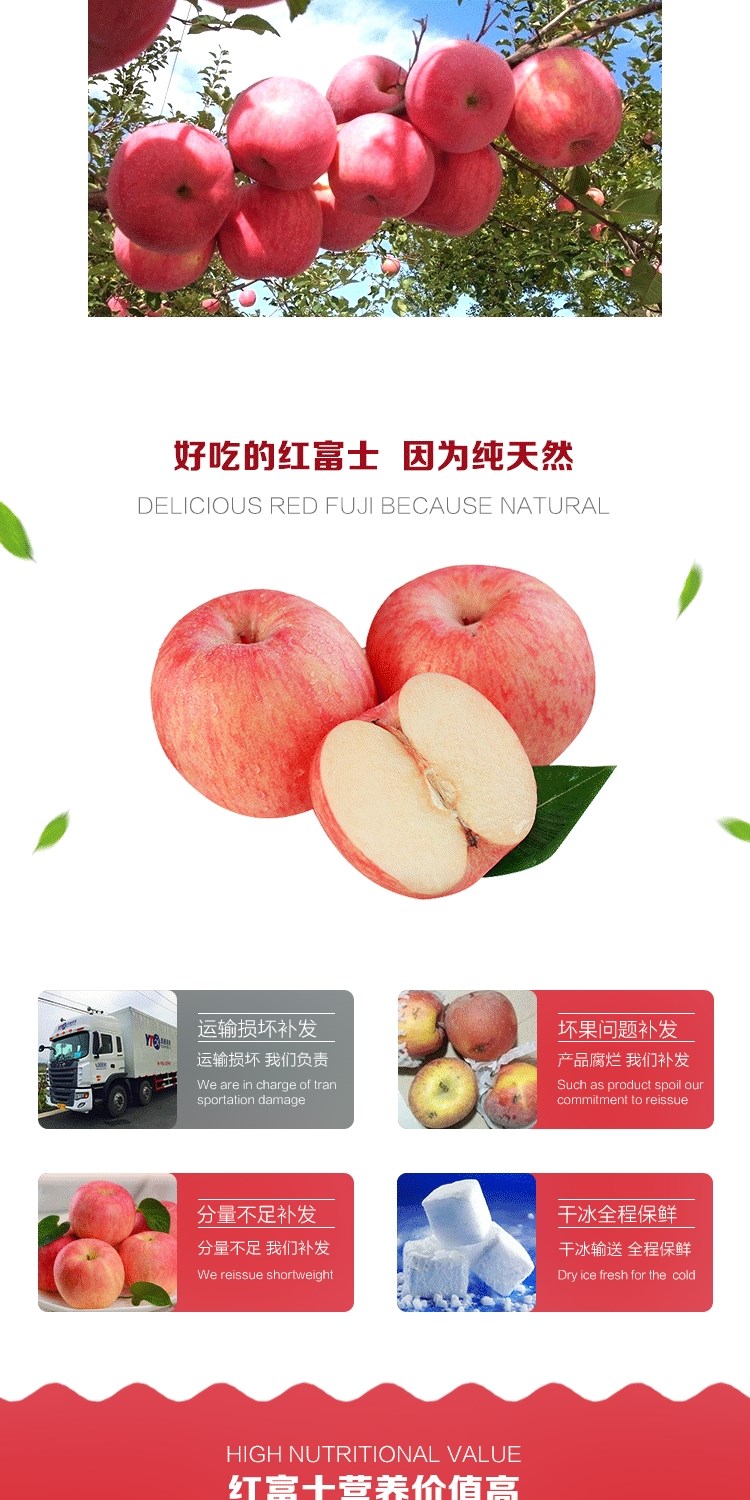 好吃的红富士 因为纯天然
DELICIOUS RED FUJI BECAUSE NATURAL
运输损坏补发
运输损坏 我们负责
We are in charge of tran
sportation damage
坏果问题补发
产品腐烂 我们补发
Such as product spoil our
commitment to reissue
分量不足补发
分量不足 我们补发
We reissue shortweight
干冰全程保鲜
干冰输送 全程保鲜
Dry ice fresh for the cold
HIGH NUTRITIONAL VALUE
红富士营养价值高